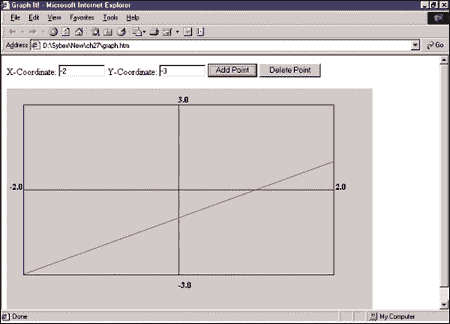 Graph It! - Microsoft Internet Explorer
File Edit View Favorites Tools Help
Address D:\Sybex\New\ch27\graph.htm Go
X-Coordinate: -2 Y-Coordinate: -3 Add Point Delete Point
3.0
-2.0 2.0
-3.0
Done My Computer